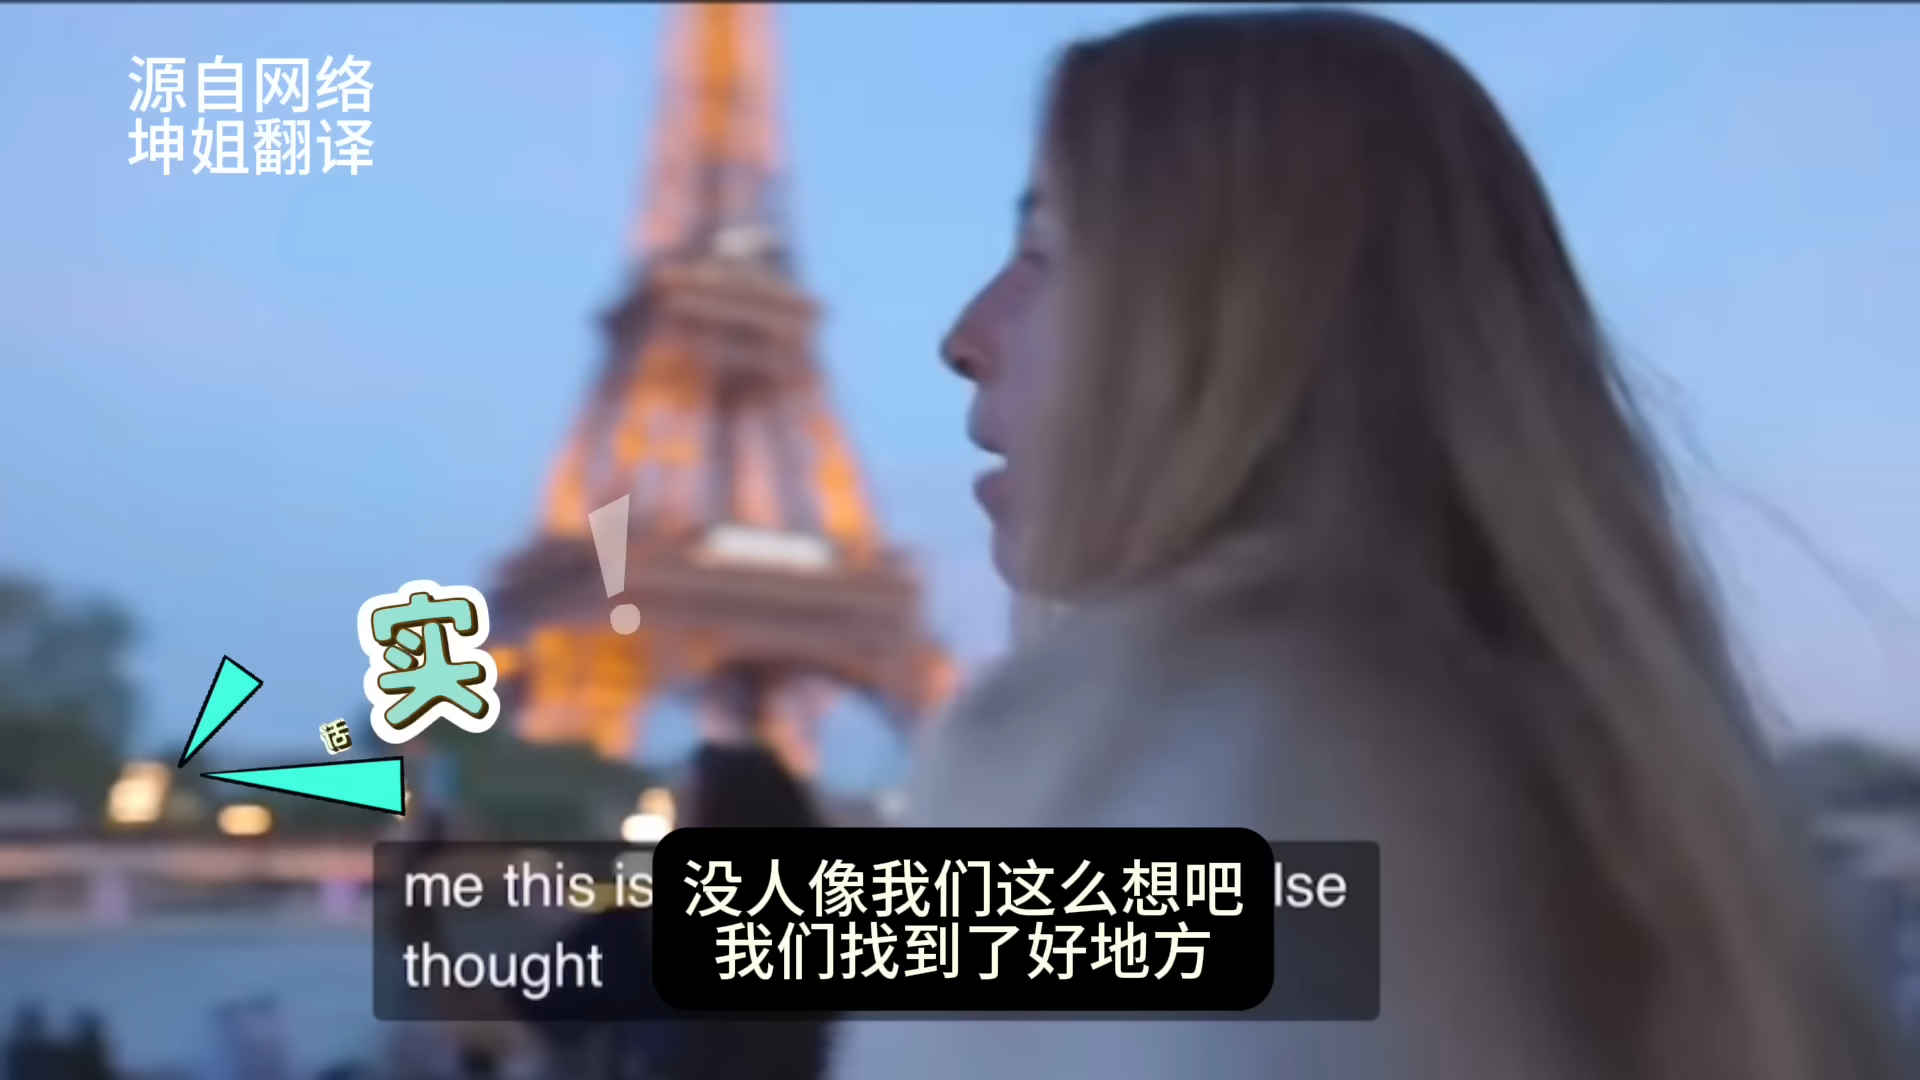 源自网络
坤姐翻译
!
实
话
me this is
lse
thought
没人像我们这么想吧
我们找到了好地方